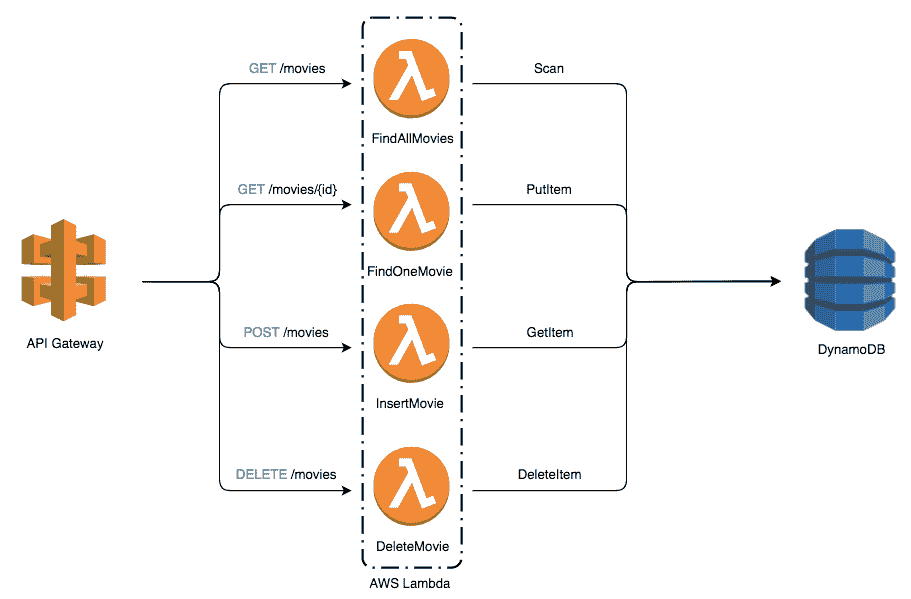 GET /movies
Scan
FindAllMovies
GET /movies/{id}
PutItem
FindOneMovie
API Gateway
POST /movies
GetItem
DynamoDB
InsertMovie
DELETE /movies
DeleteItem
DeleteMovie
AWS Lambda